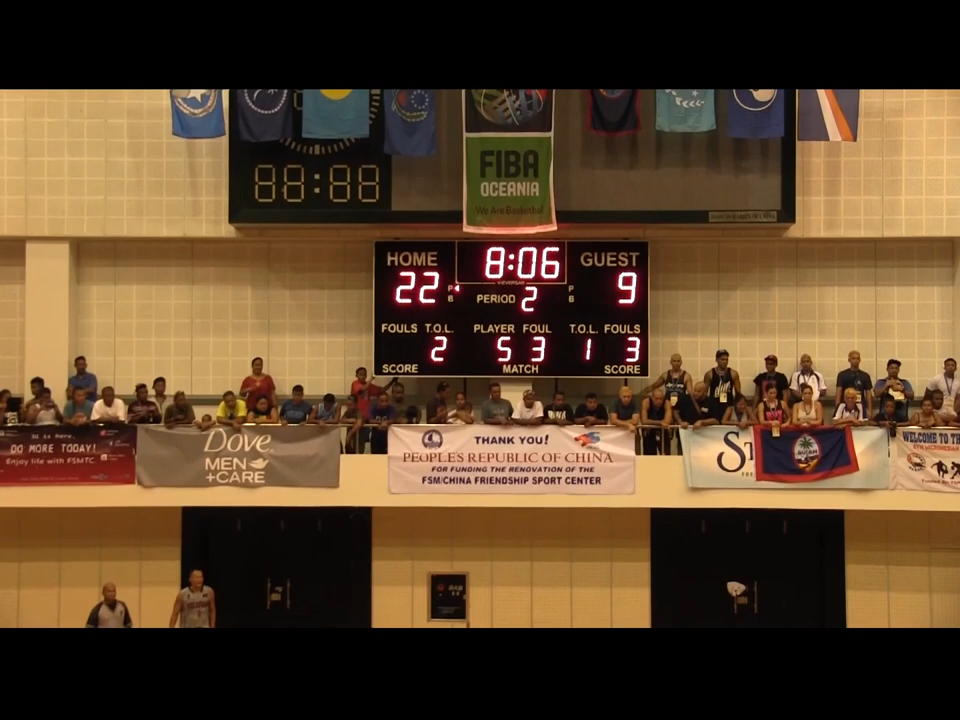 88:88
FIBA
OCEANIA
We Are Basketball
HOME
8:06
GUEST
22
PERIOD 2
9
FOULS T.O.L. PLAYER FOUL T.O.L. FOULS
2 5 3 1 3
SCORE MATCH SCORE
DO MORE TODAY!
Enjoy life with FSMTC.
Dove
MEN
+CARE
THANK YOU!
PEOPLE'S REPUBLIC OF CHINA
FOR FUNDING THE RENOVATION OF THE
FSM/CHINA FRIENDSHIP SPORT CENTER
GUAM
WELCOME TO TH